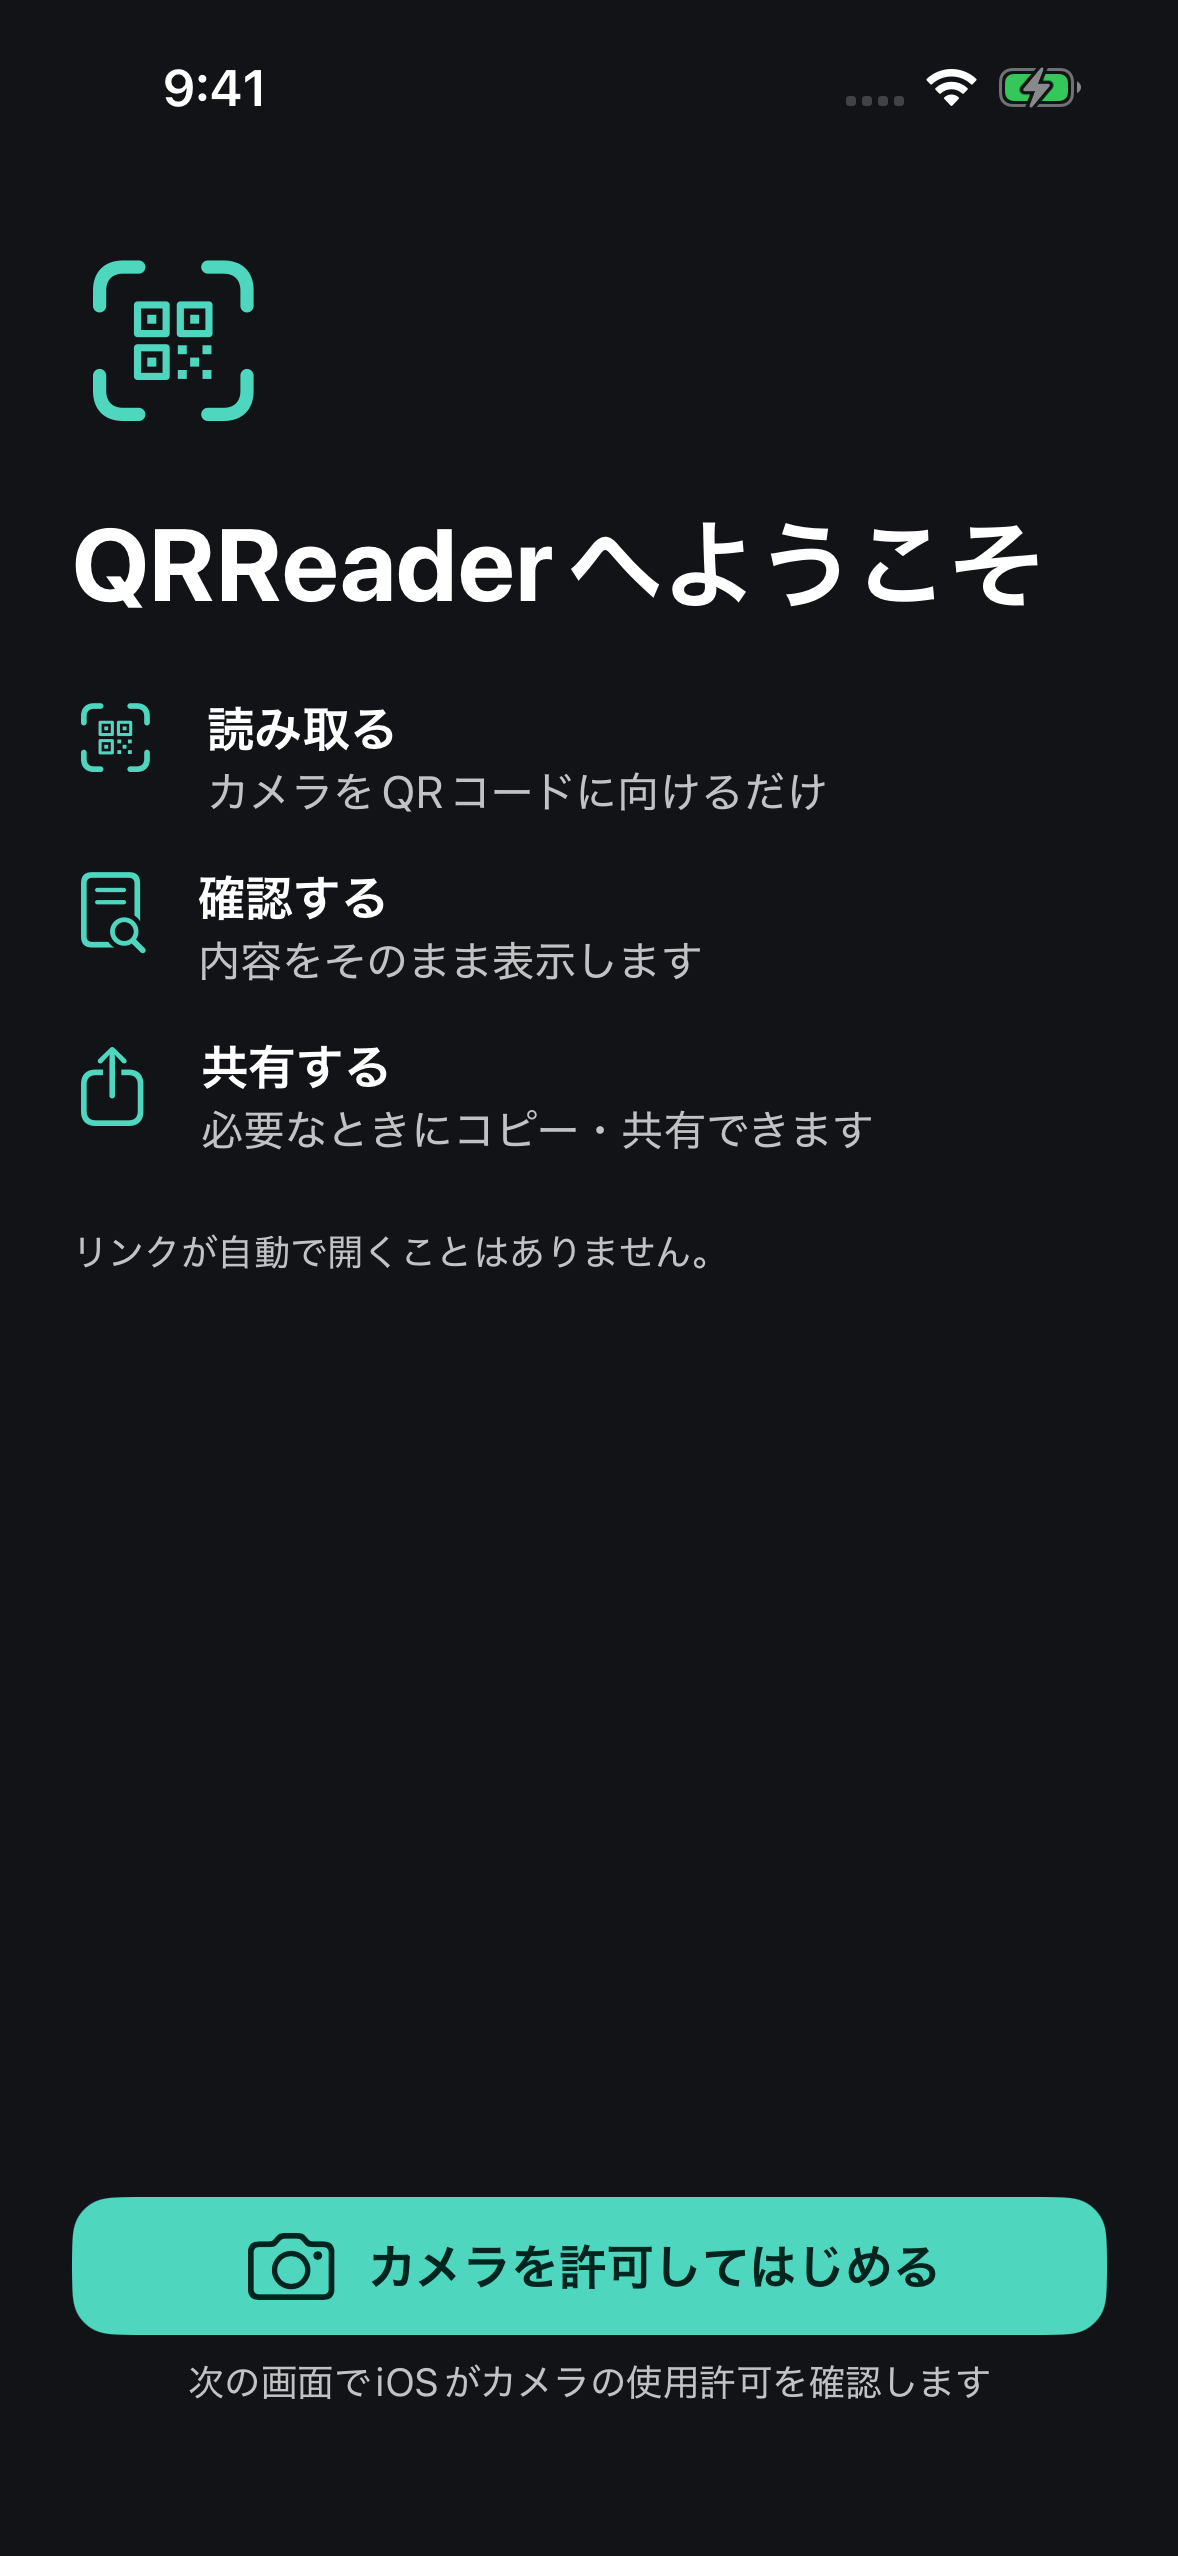 9:41
QRReaderへようこそ
読み取る
カメラをQRコードに向けるだけ
確認する
内容をそのまま表示します
共有する
必要なときにコピー・共有できます
リンクが自動で開くことはありません。
カメラを許可してはじめる
次の画面でiOSがカメラの使用許可を確認します